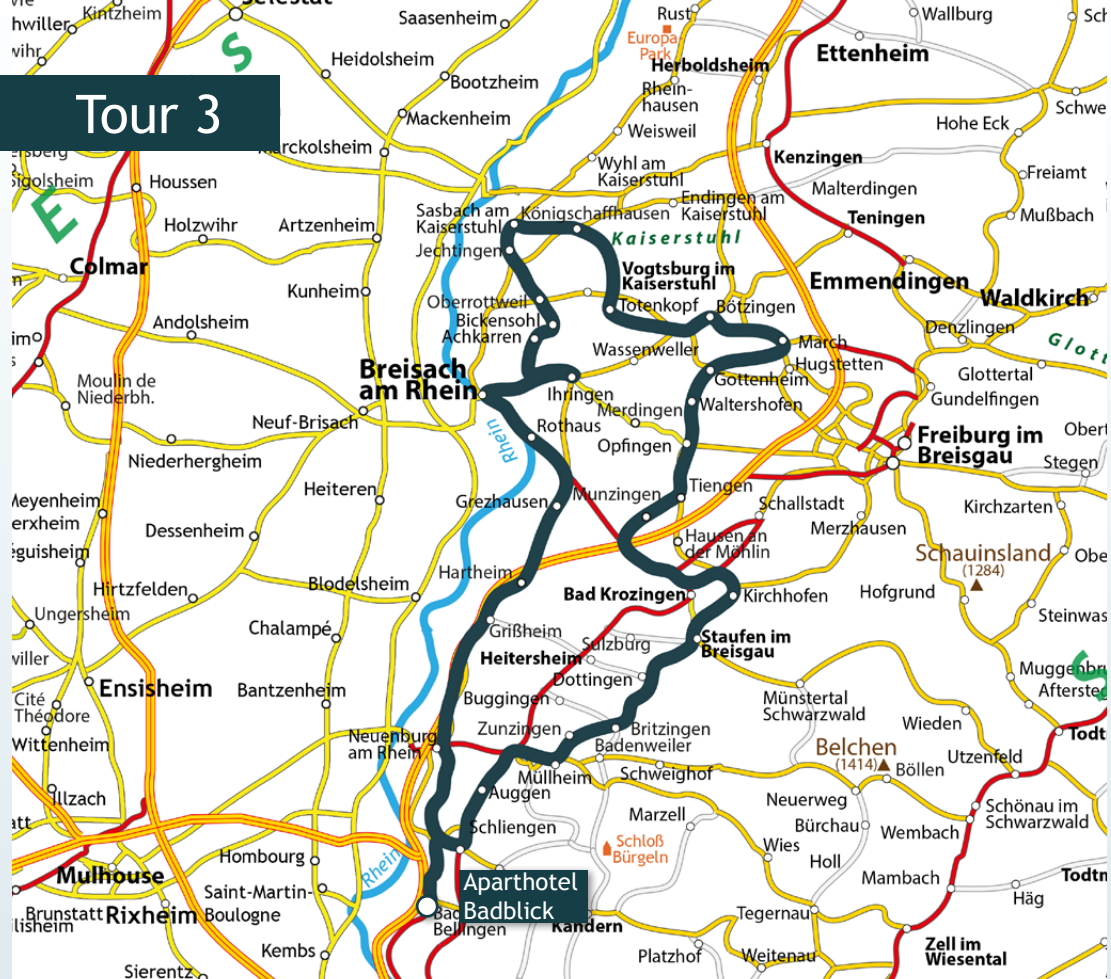 Tour 3
Kintzheim
Sélestat
Saasenheim
Rust
Wallburg
Europa-
Park
Ettenheim
Heidolsheim
Herboldsheim
Bootzheim
Rhein-
hausen
Mackenheim
Hohe Eck
Weisweil
Kenzingen
Wyhl am
Kaiserstuhl
Freiamt
Houssen
Malterdingen
Endingen am
Kaiserstuhl
Sasbach am
Kaiserstuhl
Königschaffhausen
Teningen
Mußbach
Holzwihr
Artzenheim
Kaiserstuhl
Jechtingen
Colmar
Vogtsburg im
Kaiserstuhl
Emmendingen
Kunheim
Waldkirch
Oberrottweil
Totenkopf
Bötzingen
Andolsheim
Bickensohl
Achkarren
Denzlingen
March
Wassenweller
Hugstetten
Glottertal
Breisach
am Rhein
Gottenheim
Moulin de
Niederbh.
Ihringen
Gundelfingen
Merdingen
Waltershofen
Neuf-Brisach
Rothaus
Rhein
Opfingen
Freiburg im
Breisgau
Niederhergheim
Stegen
Heiteren
Grezhausen
Munzingen
Tiengen
Schallstadt
Kirchzarten
Meyenheim
Dessenheim
Merzhausen
Hausen an
der Möhlin
Schauinsland
(1284)
Hartheim
Hirtzfelden
Blodelsheim
Bad Krozingen
Kirchhofen
Hofgrund
Ungersheim
Chalampé
Grißheim
Sulzburg
Staufen im
Breisgau
Heitersheim
Dottingen
Ensisheim
Bantzenheim
Buggingen
Münstertal
Schwarzwald
Cité
Théodore
Wittenheim
Zunzingen
Britzingen
Wieden
Neuenburg
am Rhein
Badenweiler
Belchen
(1414)
Utzenfeld
Müllheim
Schweighof
Böllen
Illzach
Auggen
Neuerweg
Schönau im
Schwarzwald
Marzell
Bürchau
Wembach
Schliengen
Schloß
Bürgeln
Hombourg
Rhein
Wies
Holl
Mulhouse
Mambach
Saint-Martin-
Boulogne
Aparthotel
Badblick
Häg
Brunstatt
Rixheim
Bad
Bellingen
Kandern
Tegernau
Kembs
Platzhof
Weitenau
Zell im
Wiesental
Sierentz